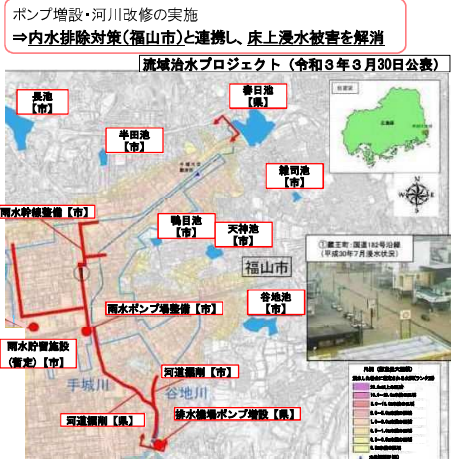 ポンプ増設・河川改修の実施
⇒内水排除対策(福山市)と連携し、床上浸水被害を解消
流域治水プロジェクト（令和３年３月30日公表）
長池
【市】
春日池
【県】
半田池
【市】
雑司池
【市】
雨水幹線整備【市】
鴨目池
【市】
天神池
【市】
福山市
①蔵王町:国道182号沿線
(平成30年7月浸水状況)
谷地池
【市】
雨水ポンプ場整備【市】
雨水貯留施設
(暫定)【市】
河道掘削【市】
手城川
谷地川
河道掘削【県】
排水機場ポンプ増設【県】